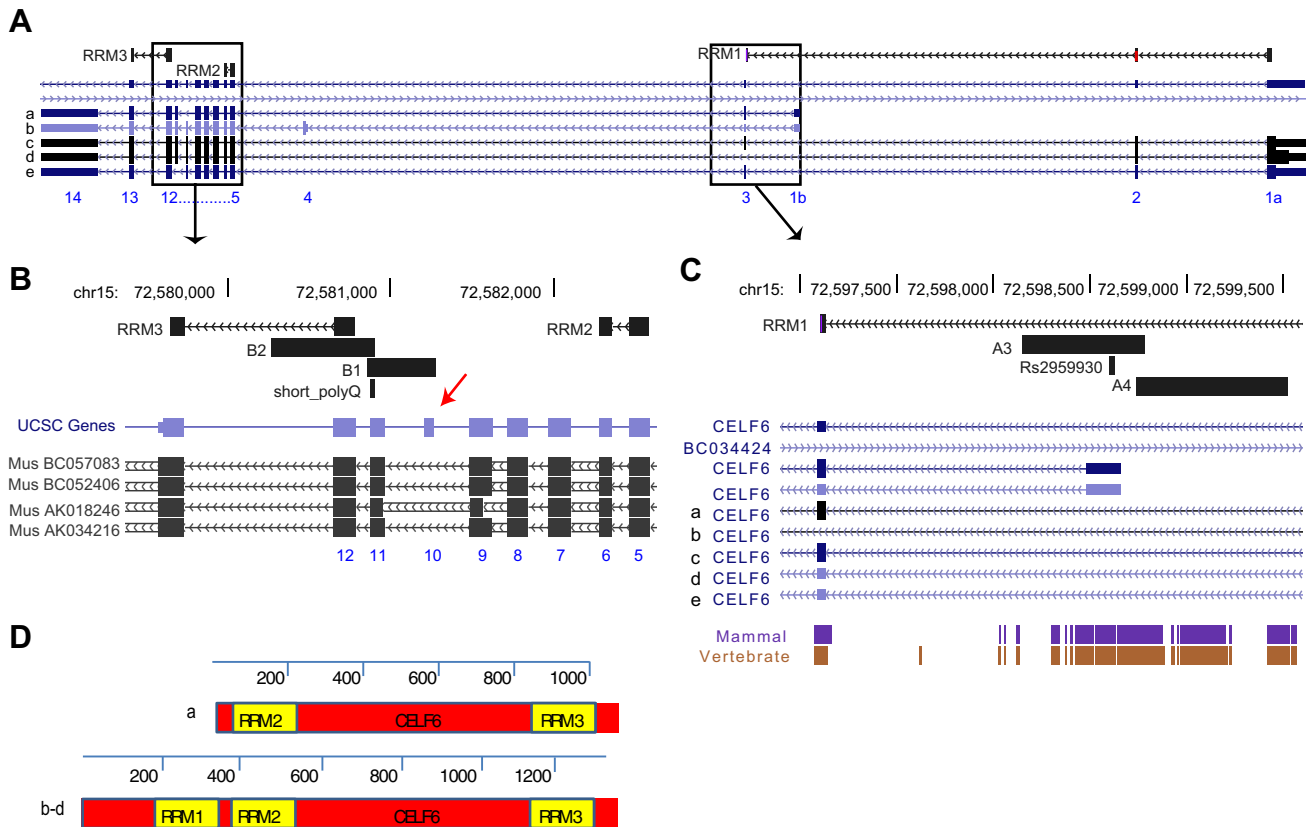 A
RRM3
RRM2
RRM1
a
b
c
d
e
14 13 12............5 4 3 1b 2 1a
B
chr15: 72,580,000 72,581,000 72,582,000
RRM3 RRM2
B2
B1
short_polyQ
UCSC Genes
Mus BC057083
Mus BC052406
Mus AK018246
Mus AK034216
12 11 10 9 8 7 6 5
C
chr15: 72,597,500 72,598,000 72,598,500 72,599,000 72,599,500
RRM1
A3
Rs2959930
A4
CELF6
BC034424
CELF6
CELF6
a CELF6
b CELF6
c CELF6
d CELF6
e CELF6
Mammal
Vertebrate
D
200 400 600 800 1000
a RRM2 CELF6 RRM3
200 400 600 800 1000 1200
b-d RRM1 RRM2 CELF6 RRM3